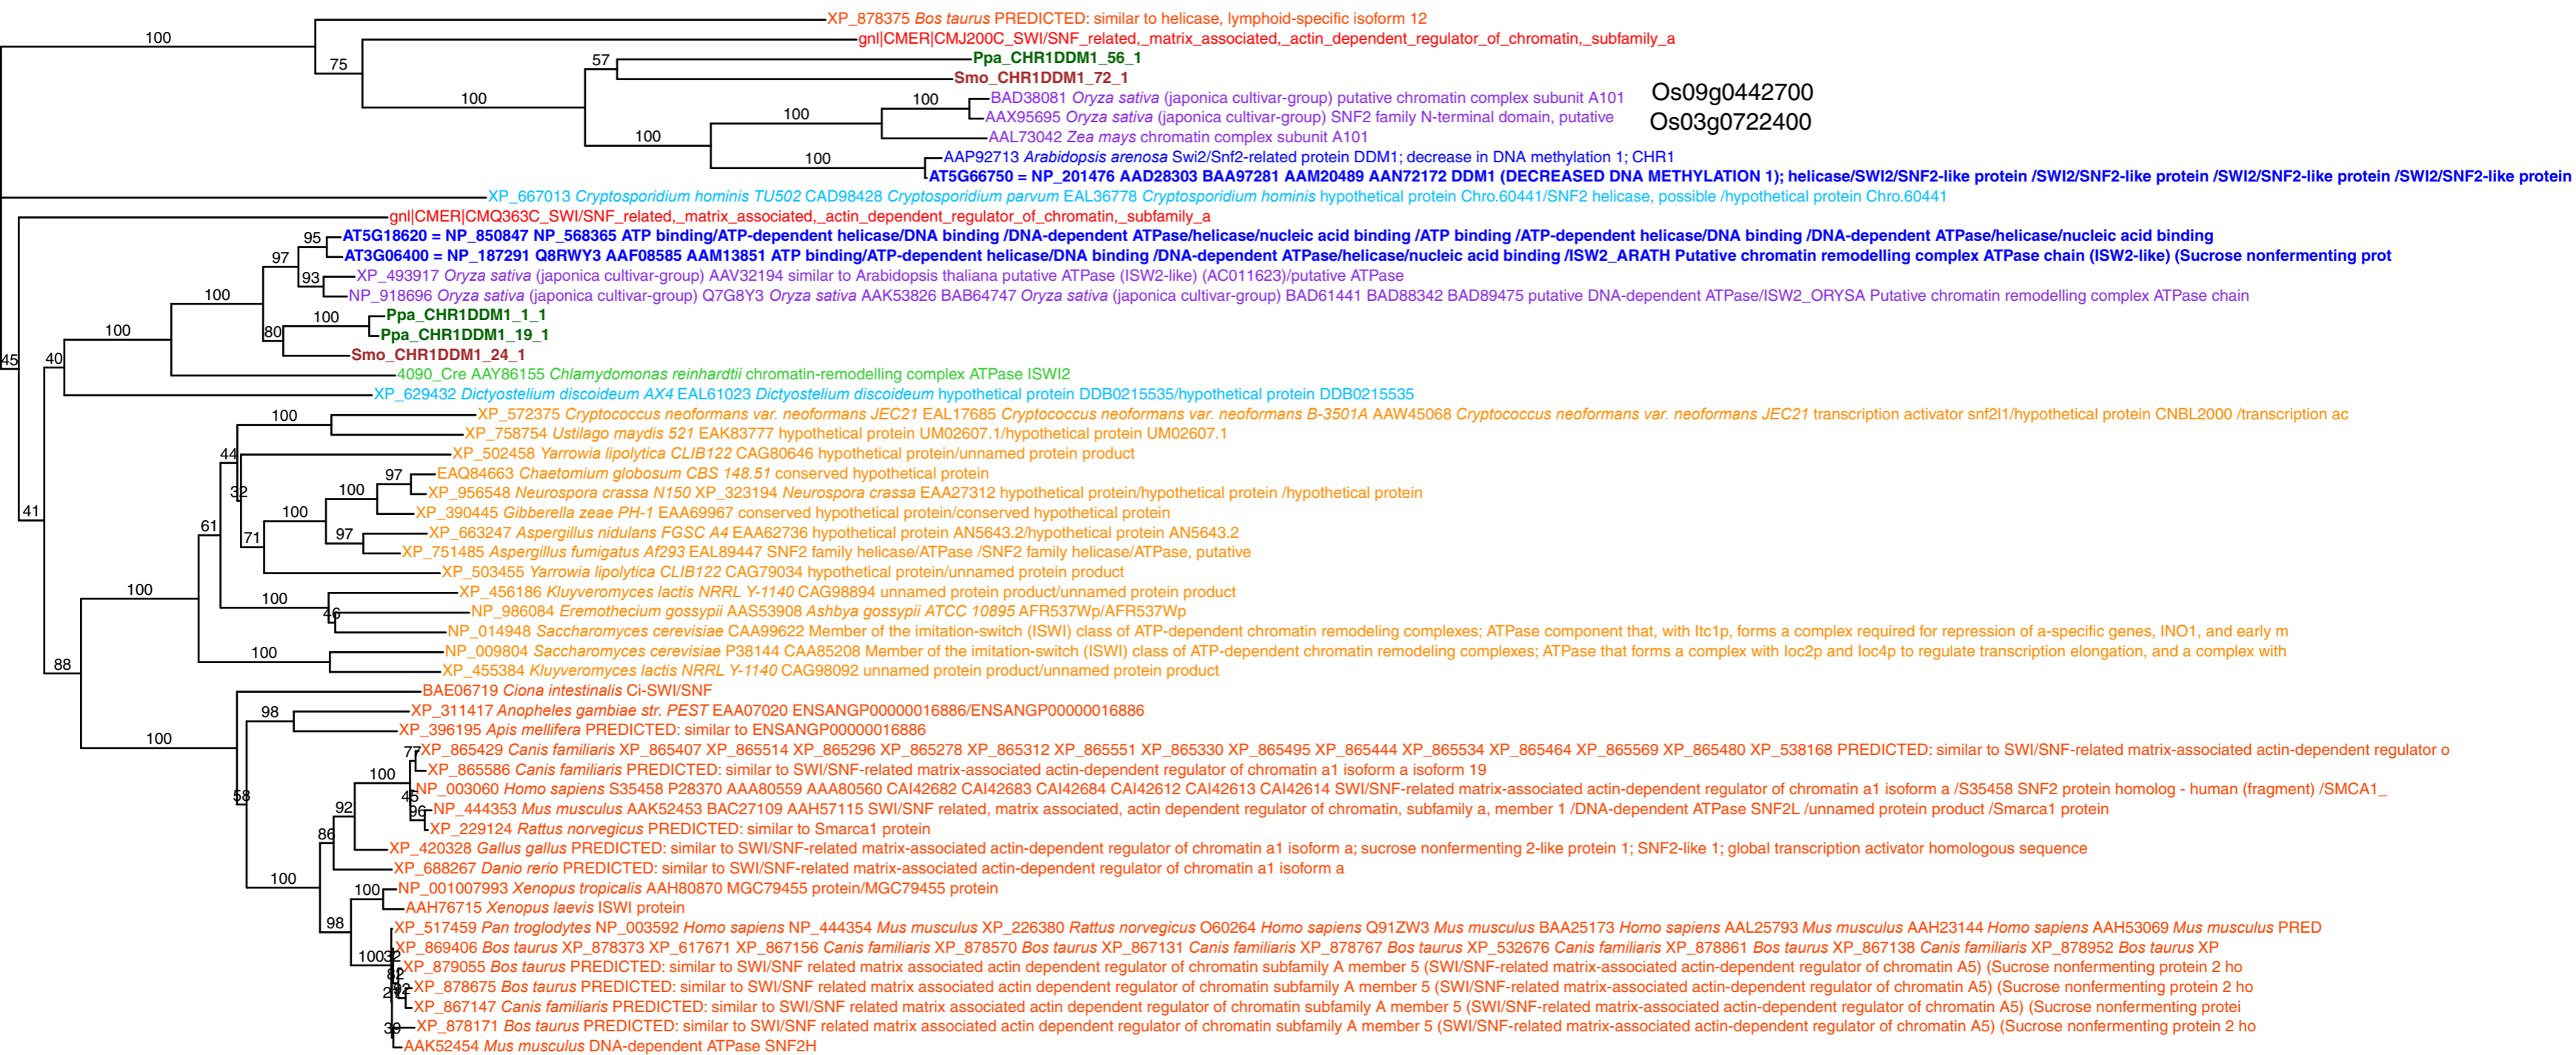 XP_878375 Bos taurus PREDICTED: similar to helicase, lymphoid-specific isoform 12
100
gnl|CMER|CMJ200C_SWI/SNF_related,_matrix_associated,_actin_dependent_regulator_of_chromatin,_subfamily_a
75
57
Ppa_CHR1DDM1_56_1
Smo_CHR1DDM1_72_1
100
BAD38081 Oryza sativa (japonica cultivar-group) putative chromatin complex subunit A101 Os09g0442700
100
AAX95695 Oryza sativa (japonica cultivar-group) SNF2 family N-terminal domain, putative Os03g0722400
100
AAL73042 Zea mays chromatin complex subunit A101
100
AAP92713 Arabidopsis arenosa Swi2/Snf2-related protein DDM1; decrease in DNA methylation 1; CHR1
100
AT5G66750 = NP_201476 AAD28303 BAA97281 AAM20489 AAN72172 DDM1 (DECREASED DNA METHYLATION 1); helicase/SWI2/SNF2-like protein /SWI2/SNF2-like protein /SWI2/SNF2-like protein /SWI2/SNF2-like protein
XP_667013 Cryptosporidium hominis TU502 CAD98428 Cryptosporidium parvum EAL36778 Cryptosporidium hominis hypothetical protein Chro.60441/SNF2 helicase, possible /hypothetical protein Chro.60441
gnl|CMER|CMQ363C_SWI/SNF_related,_matrix_associated,_actin_dependent_regulator_of_chromatin,_subfamily_a
95
AT5G18620 = NP_850847 NP_568365 ATP binding/ATP-dependent helicase/DNA binding /DNA-dependent ATPase/helicase/nucleic acid binding /ATP binding /ATP-dependent helicase/DNA binding /DNA-dependent ATPase/helicase/nucleic acid binding
97
AT3G06400 = NP_187291 Q8RWY3 AAF08585 AAM13851 ATP binding/ATP-dependent helicase/DNA binding /DNA-dependent ATPase/helicase/nucleic acid binding /ISW2_ARATH Putative chromatin remodelling complex ATPase chain (ISW2-like) (Sucrose nonfermenting prot
93
XP_493917 Oryza sativa (japonica cultivar-group) AAV32194 similar to Arabidopsis thaliana putative ATPase (ISW2-like) (AC011623)/putative ATPase
100
NP_918696 Oryza sativa (japonica cultivar-group) Q7G8Y3 Oryza sativa AAK53826 BAB64747 Oryza sativa (japonica cultivar-group) BAD61441 BAD88342 BAD89475 putative DNA-dependent ATPase/ISW2_ORYSA Putative chromatin remodelling complex ATPase chain
100
Ppa_CHR1DDM1_1_1
100
80
Ppa_CHR1DDM1_19_1
45
40
Smo_CHR1DDM1_24_1
4090_Cre AAY86155 Chlamydomonas reinhardtii chromatin-remodelling complex ATPase ISWI2
XP_629432 Dictyostelium discoideum AX4 EAL61023 Dictyostelium discoideum hypothetical protein DDB0215535/hypothetical protein DDB0215535
100
XP_572375 Cryptococcus neoformans var. neoformans JEC21 EAL17685 Cryptococcus neoformans var. neoformans B-3501A AAW45068 Cryptococcus neoformans var. neoformans JEC21 transcription activator snf2l1/hypothetical protein CNBL2000 /transcription ac
XP_758754 Ustilago maydis 521 EAK83777 hypothetical protein UM02607.1/hypothetical protein UM02607.1
44
XP_502458 Yarrowia lipolytica CLIB122 CAG80646 hypothetical protein/unnamed protein product
97
EAQ84663 Chaetomium globosum CBS 148.51 conserved hypothetical protein
32
100
XP_956548 Neurospora crassa N150 XP_323194 Neurospora crassa EAA27312 hypothetical protein/hypothetical protein /hypothetical protein
41
100
XP_390445 Gibberella zeae PH-1 EAA69967 conserved hypothetical protein/conserved hypothetical protein
61
71
97
XP_663247 Aspergillus nidulans FGSC A4 EAA62736 hypothetical protein AN5643.2/hypothetical protein AN5643.2
XP_751485 Aspergillus fumigatus Af293 EAL89447 SNF2 family helicase/ATPase /SNF2 family helicase/ATPase, putative
XP_503455 Yarrowia lipolytica CLIB122 CAG79034 hypothetical protein/unnamed protein product
100
100
XP_456186 Kluyveromyces lactis NRRL Y-1140 CAG98894 unnamed protein product/unnamed protein product
46
NP_986084 Eremothecium gossypii AAS53908 Ashbya gossypii ATCC 10895 AFR537Wp/AFR537Wp
NP_014948 Saccharomyces cerevisiae CAA99622 Member of the imitation-switch (ISWI) class of ATP-dependent chromatin remodeling complexes; ATPase component that, with Itc1p, forms a complex required for repression of a-specific genes, INO1, and early m
100
NP_009804 Saccharomyces cerevisiae P38144 CAA85208 Member of the imitation-switch (ISWI) class of ATP-dependent chromatin remodeling complexes; ATPase that forms a complex with Ioc2p and Ioc4p to regulate transcription elongation, and a complex with
88
XP_455384 Kluyveromyces lactis NRRL Y-1140 CAG98092 unnamed protein product/unnamed protein product
BAE06719 Ciona intestinalis Ci-SWI/SNF
98
XP_311417 Anopheles gambiae str. PEST EAA07020 ENSANGP00000016886/ENSANGP00000016886
XP_396195 Apis mellifera PREDICTED: similar to ENSANGP00000016886
100
77
XP_865429 Canis familiaris XP_865407 XP_865514 XP_865296 XP_865278 XP_865312 XP_865551 XP_865330 XP_865495 XP_865444 XP_865534 XP_865464 XP_865569 XP_865480 XP_538168 PREDICTED: similar to SWI/SNF-related matrix-associated actin-dependent regulator o
100
XP_865586 Canis familiaris PREDICTED: similar to SWI/SNF-related matrix-associated actin-dependent regulator of chromatin a1 isoform a isoform 19
58
45
NP_003060 Homo sapiens S35458 P28370 AAA80559 AAA80560 CAI42682 CAI42683 CAI42684 CAI42612 CAI42613 CAI42614 SWI/SNF-related matrix-associated actin-dependent regulator of chromatin a1 isoform a /S35458 SNF2 protein homolog - human (fragment) /SMCA1_
92
96
NP_444353 Mus musculus AAK52453 BAC27109 AAH57115 SWI/SNF related, matrix associated, actin dependent regulator of chromatin, subfamily a, member 1 /DNA-dependent ATPase SNF2L /unnamed protein product /Smarca1 protein
86
XP_229124 Rattus norvegicus PREDICTED: similar to Smarca1 protein
XP_420328 Gallus gallus PREDICTED: similar to SWI/SNF-related matrix-associated actin-dependent regulator of chromatin a1 isoform a; sucrose nonfermenting 2-like protein 1; SNF2-like 1; global transcription activator homologous sequence
XP_688267 Danio rerio PREDICTED: similar to SWI/SNF-related matrix-associated actin-dependent regulator of chromatin a1 isoform a
100
100
NP_001007993 Xenopus tropicalis AAH80870 MGC79455 protein/MGC79455 protein
AAH76715 Xenopus laevis ISWI protein
98
XP_517459 Pan troglodytes NP_003592 Homo sapiens NP_444354 Mus musculus XP_226380 Rattus norvegicus O60264 Homo sapiens Q91ZW3 Mus musculus BAA25173 Homo sapiens AAL25793 Mus musculus AAH23144 Homo sapiens AAH53069 Mus musculus PRED
XP_869406 Bos taurus XP_878373 XP_617671 XP_867156 Canis familiaris XP_878570 Bos taurus XP_867131 Canis familiaris XP_878767 Bos taurus XP_532676 Canis familiaris XP_878861 Bos taurus XP_867138 Canis familiaris XP_878952 Bos taurus XP
100
32
XP_879055 Bos taurus PREDICTED: similar to SWI/SNF related matrix associated actin dependent regulator of chromatin subfamily A member 5 (SWI/SNF-related matrix-associated actin-dependent regulator of chromatin A5) (Sucrose nonfermenting protein 2 ho
XP_878675 Bos taurus PREDICTED: similar to SWI/SNF related matrix associated actin dependent regulator of chromatin subfamily A member 5 (SWI/SNF-related matrix-associated actin-dependent regulator of chromatin A5) (Sucrose nonfermenting protein 2 ho
XP_867147 Canis familiaris PREDICTED: similar to SWI/SNF related matrix associated actin dependent regulator of chromatin subfamily A member 5 (SWI/SNF-related matrix-associated actin-dependent regulator of chromatin A5) (Sucrose nonfermenting protei
XP_878171 Bos taurus PREDICTED: similar to SWI/SNF related matrix associated actin dependent regulator of chromatin subfamily A member 5 (SWI/SNF-related matrix-associated actin-dependent regulator of chromatin A5) (Sucrose nonfermenting protein 2 ho
AAK52454 Mus musculus DNA-dependent ATPase SNF2H